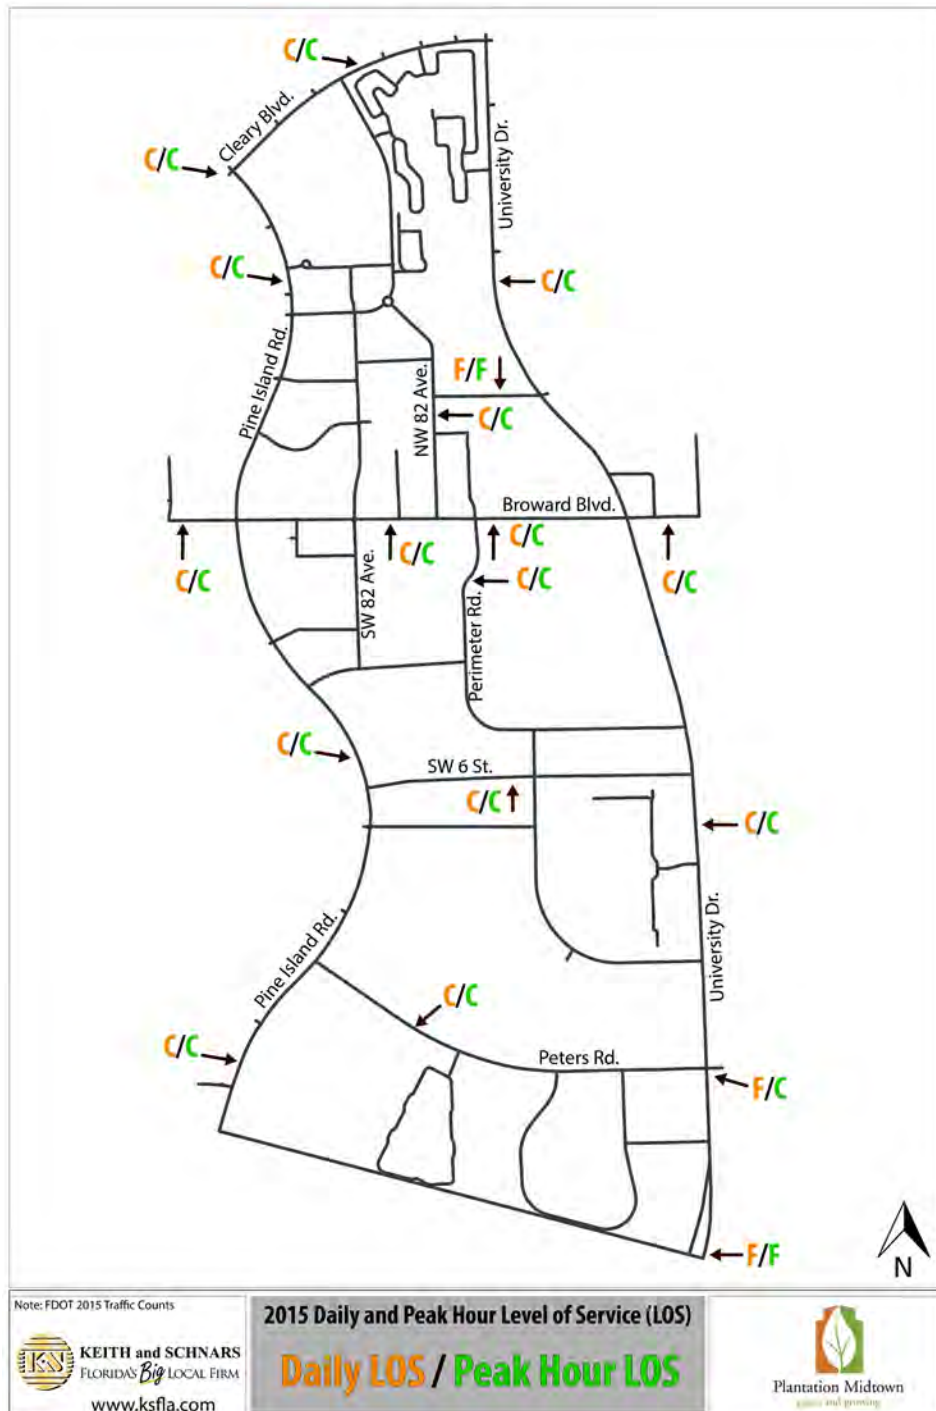 C/C
Cleary Blvd.
C/C
University Dr.
C/C
C/C
Pine Island Rd.
F/F
NW 82 Ave.
C/C
Broward Blvd.
C/C
C/C
C/C
C/C
C/C
SW 82 Ave.
Perimeter Rd.
C/C
SW 6 St.
C/C
C/C
Pine Island Rd.
University Dr.
C/C
C/C
Peters Rd.
F/C
F/F
N
Note: FDOT 2015 Traffic Counts
K&S
KEITH and SCHNARS
FLORIDA'S Big LOCAL FIRM
www.ksfla.com
2015 Daily and Peak Hour Level of Service (LOS)
Daily LOS / Peak Hour LOS
Plantation Midtown